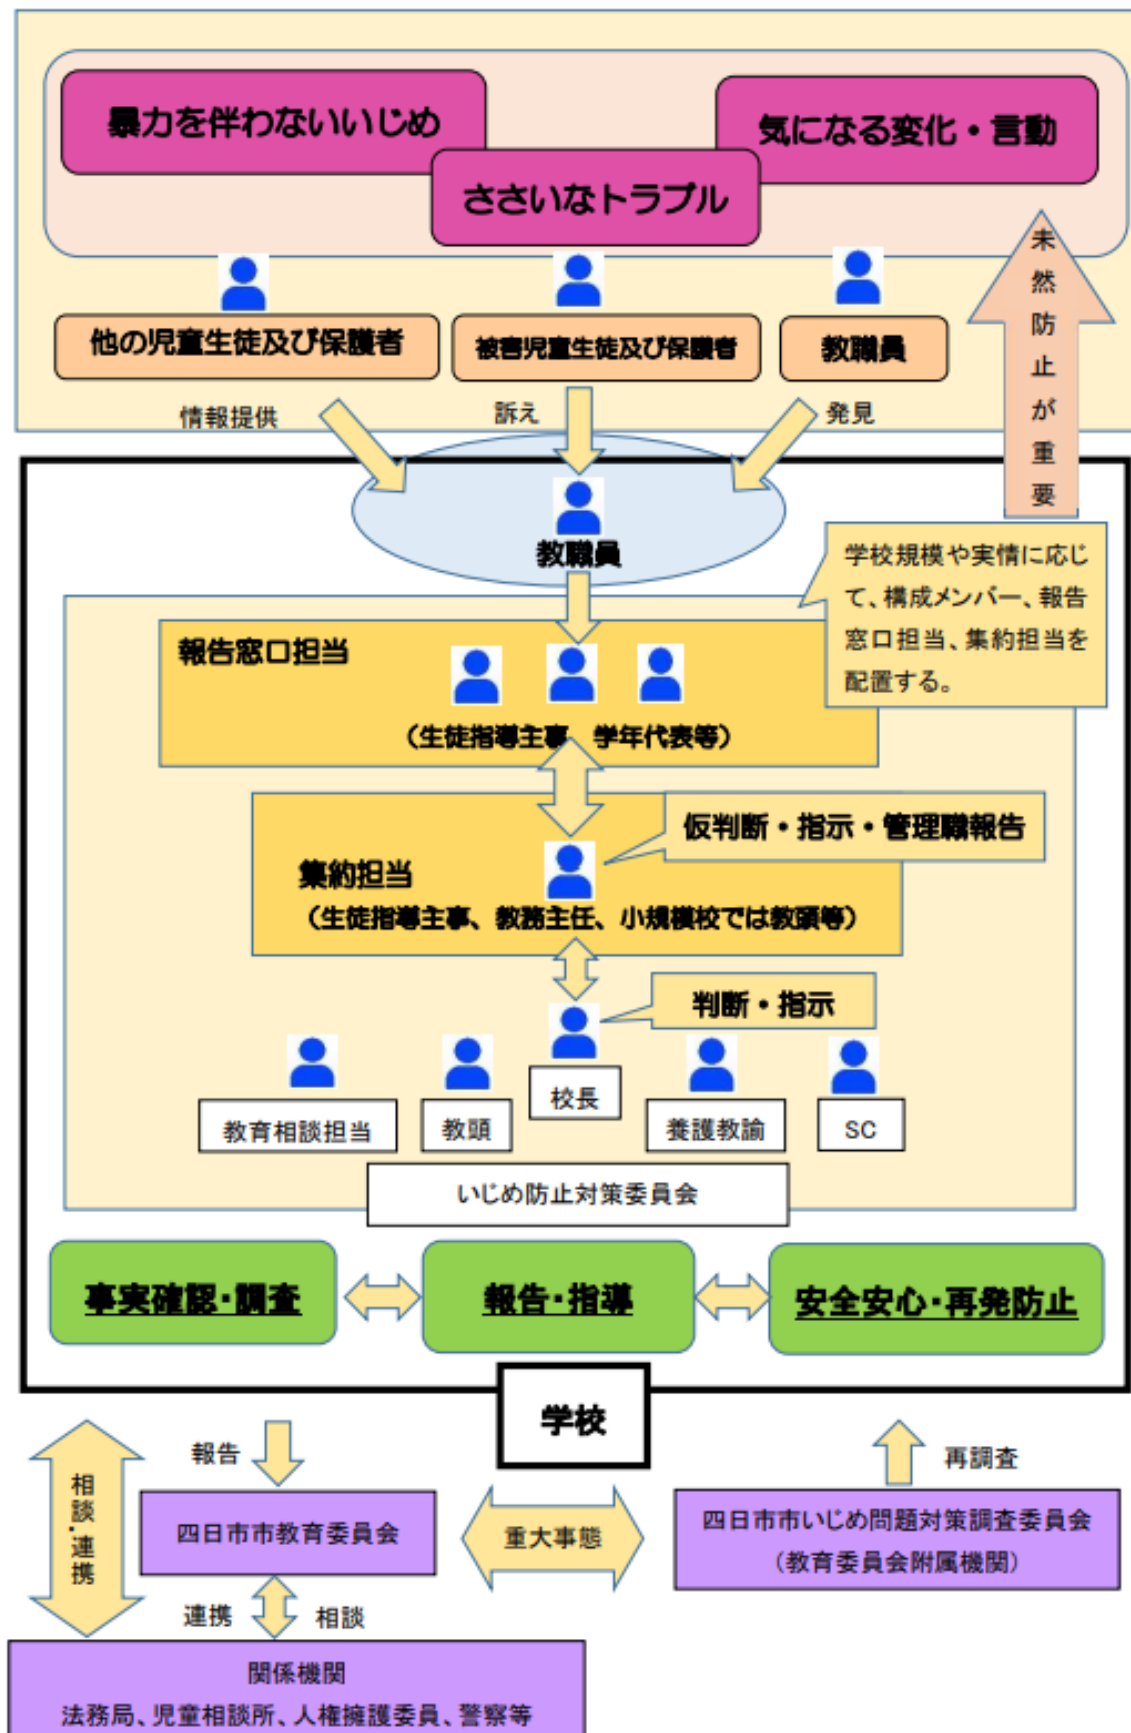 暴力を伴わないいじめ
気になる変化・言動
ささいなトラブル
未然防止が重要
他の児童生徒及び保護者
被害児童生徒及び保護者
教職員
情報提供
訴え
発見
教職員
学校規模や実情に応じ
て、構成メンバー、報告
窓口担当、集約担当を
配置する。
報告窓口担当
（生徒指導主事、学年代表等）
仮判断・指示・管理職報告
集約担当
（生徒指導主事、教務主任、小規模校では教頭等）
判断・指示
校長
教育相談担当
教頭
養護教諭
SC
いじめ防止対策委員会
事実確認・調査
報告・指導
安全安心・再発防止
学校
相談・連携
報告
再調査
四日市市教育委員会
重大事態
四日市市いじめ問題対策調査委員会
（教育委員会附属機関）
連携
相談
関係機関
法務局、児童相談所、人権擁護委員、警察等